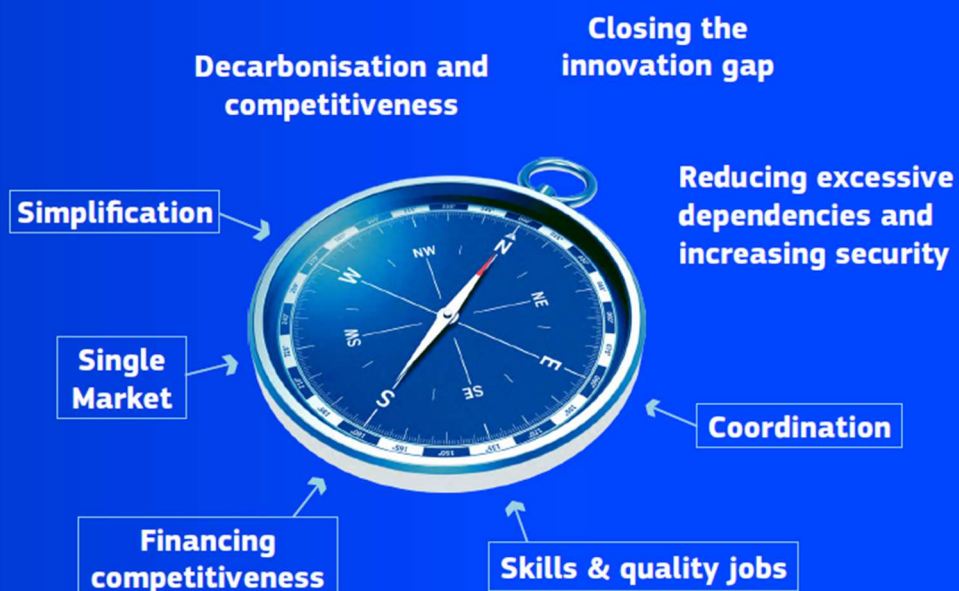 Closing the
innovation gap
Decarbonisation and
competitiveness
Reducing excessive
dependencies and
increasing security
Simplification
Single
Market
Coordination
Financing
competitiveness
Skills & quality jobs
N
NE
E
SE
S
WS
W
NW